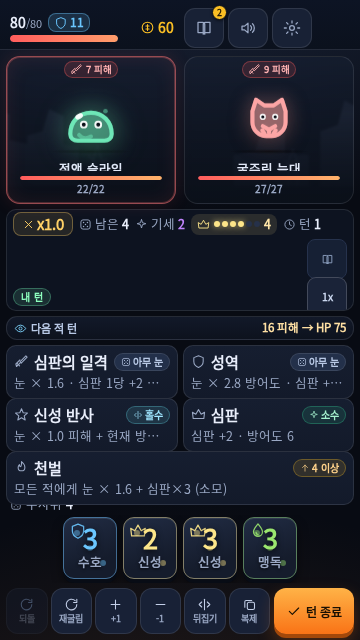 80/80 11 60 2
7 피해 9 피해
점액 슬라임 굶주린 늑대
22/22 27/27
x1.0 남은 4 기세 2 4 턴 1
내 턴 1x
다음 적 턴 16 피해 → HP 75
심판의 일격 아무 눈
눈 × 1.6 · 심판 1당 +2 …
성역 아무 눈
눈 × 2.8 방어도 · 심판 +…
신성 반사 홀수
눈 × 1.0 피해 + 현재 방…
심판 소수
심판 +2 · 방어도 6
천벌 4 이상
모든 적에게 눈 × 1.6 + 심판×3 (소모)
3 2 3 3
수호 신성 신성 맹독
되돌 재굴림 +1 -1 뒤집기 복제 턴 종료